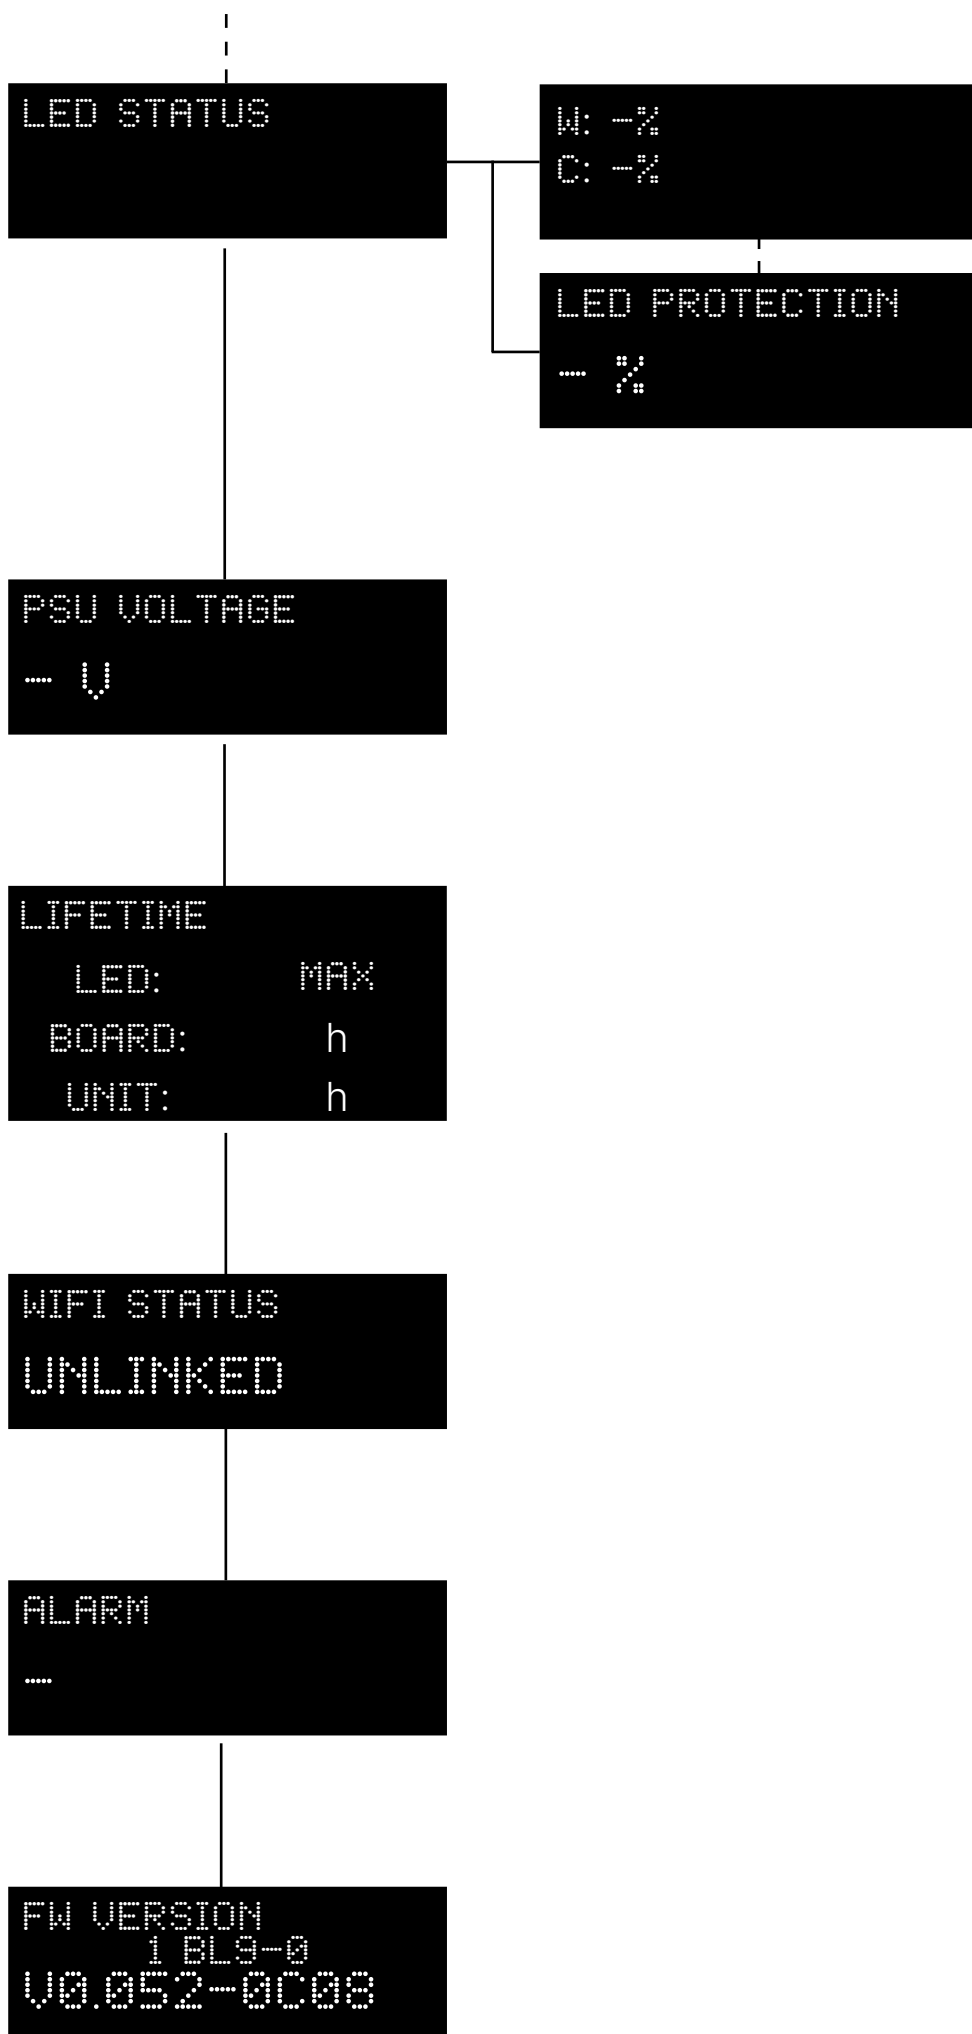 LED STATUS
W: -%
C: -%
LED PROTECTION
- %
PSU VOLTAGE
- V
LIFETIME
LED: MAX
BOARD: h
UNIT: h
WIFI STATUS
UNLINKED
ALARM
-
FW VERSION
1 BL9-0
V0.052-0C08